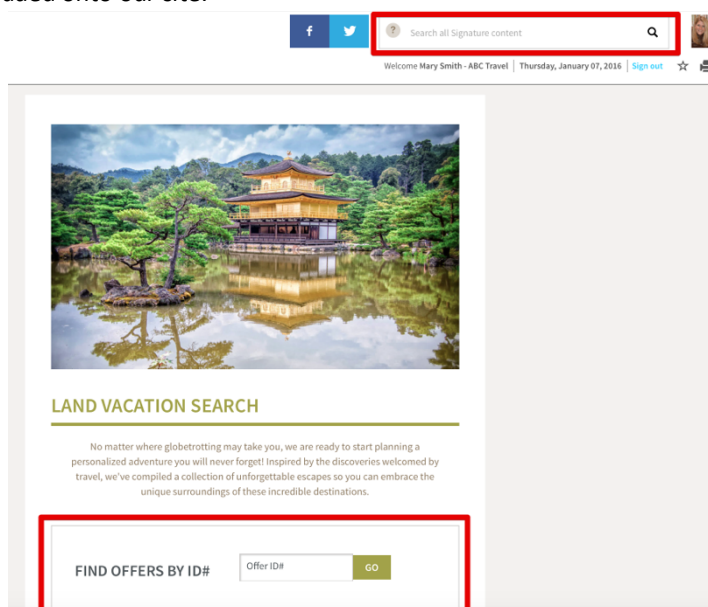 onto our site.
f
? Search all Signature content
Welcome Mary Smith - ABC Travel | Thursday, January 07, 2016 | Sign out
LAND VACATION SEARCH
No matter where globetrotting may take you, we are ready to start planning a
personalized adventure you will never forget! Inspired by the discoveries welcomed by
travel, we've compiled a collection of unforgettable escapes so you can embrace the
unique surroundings of these incredible destinations.
FIND OFFERS BY ID#
Offer ID#
GO